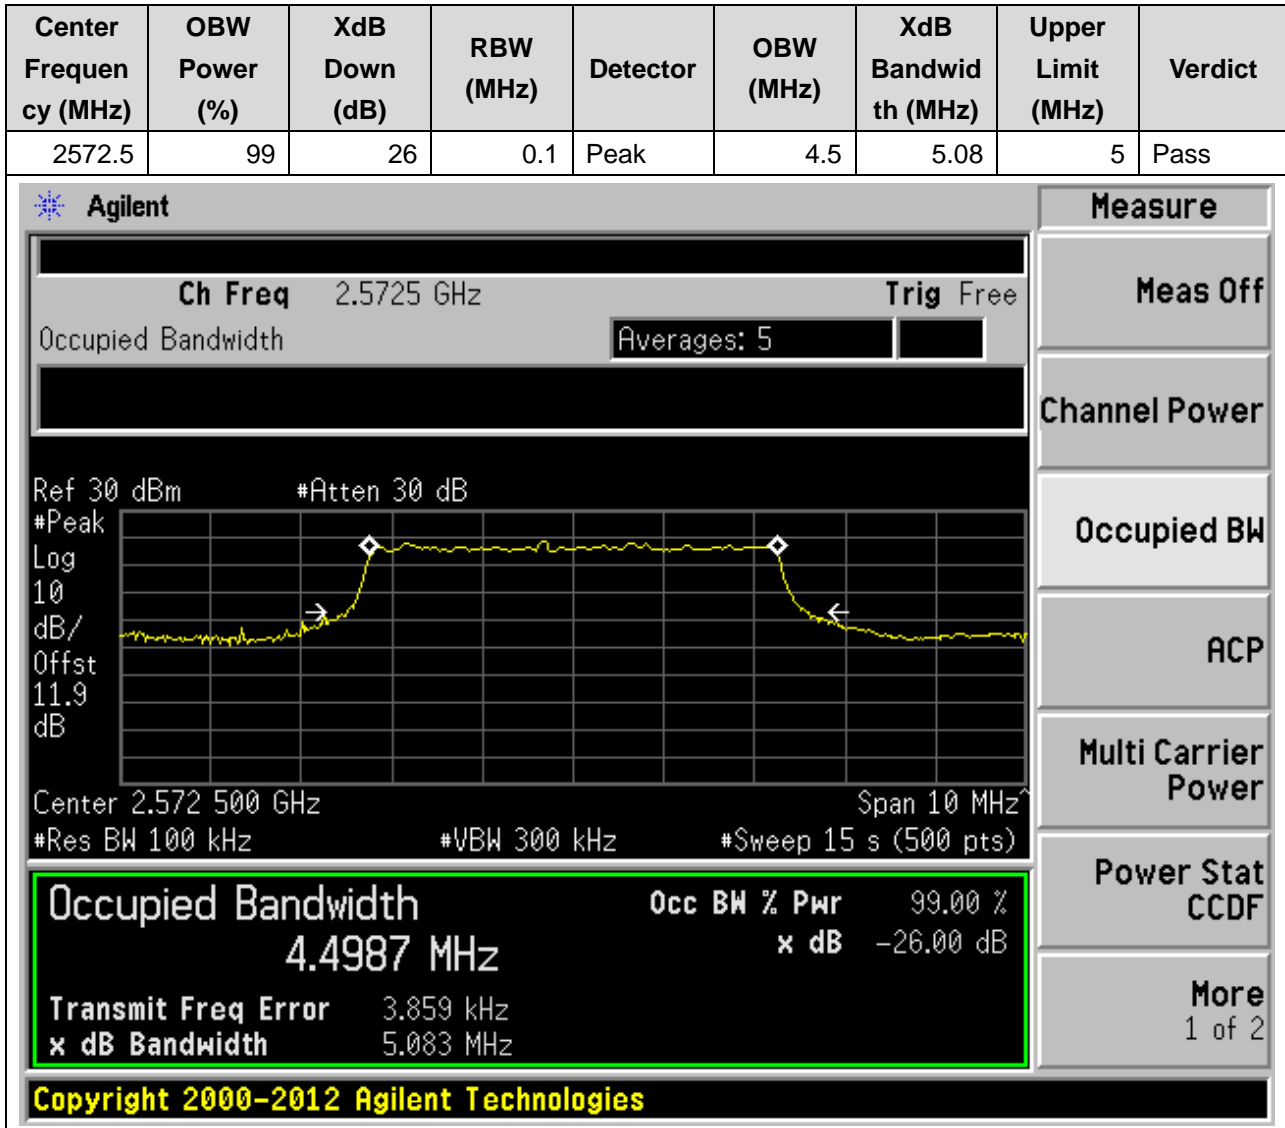 Center Frequen cy (MHz) OBW Power (%) XdB Down (dB) RBW (MHz) Detector OBW (MHz) XdB Bandwid th (MHz) Upper Limit (MHz) Verdict
2572.5 99 26 0.1 Peak 4.5 5.08 5 Pass
Agilent
Measure
Ch Freq 2.5725 GHz Trig Free
Occupied Bandwidth Averages: 5
Meas Off
Channel Power
Occupied BW
ACP
Multi Carrier
Power
Power Stat
CCDF
More
1 of 2
Ref 30 dBm #Atten 30 dB
#Peak
Log
10
dB/
Offst
11.9
dB
Center 2.572 500 GHz Span 10 MHz^
#Res BW 100 kHz #VBW 300 kHz #Sweep 15 s (500 pts)
Occupied Bandwidth Occ BW % Pwr 99.00 %
4.4987 MHz x dB -26.00 dB
Transmit Freq Error 3.859 kHz
x dB Bandwidth 5.083 MHz
Copyright 2000-2012 Agilent Technologies